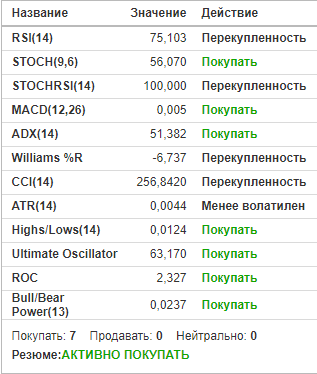 Название Значение Действие
RSI(14) 75,103 Перекупленность
STOCH(9,6) 56,070 Покупать
STOCHRSI(14) 100,000 Перекупленность
MACD(12,26) 0,005 Покупать
ADX(14) 51,382 Покупать
Williams %R -6,737 Перекупленность
CCI(14) 256,8420 Перекупленность
ATR(14) 0,0044 Менее волатилен
Highs/Lows(14) 0,0124 Покупать
Ultimate Oscillator 63,170 Покупать
ROC 2,327 Покупать
Bull/Bear
Power(13) 0,0237 Покупать
Покупать: 7 Продавать: 0 Нейтрально: 0
Резюме:АКТИВНО ПОКУПАТЬ